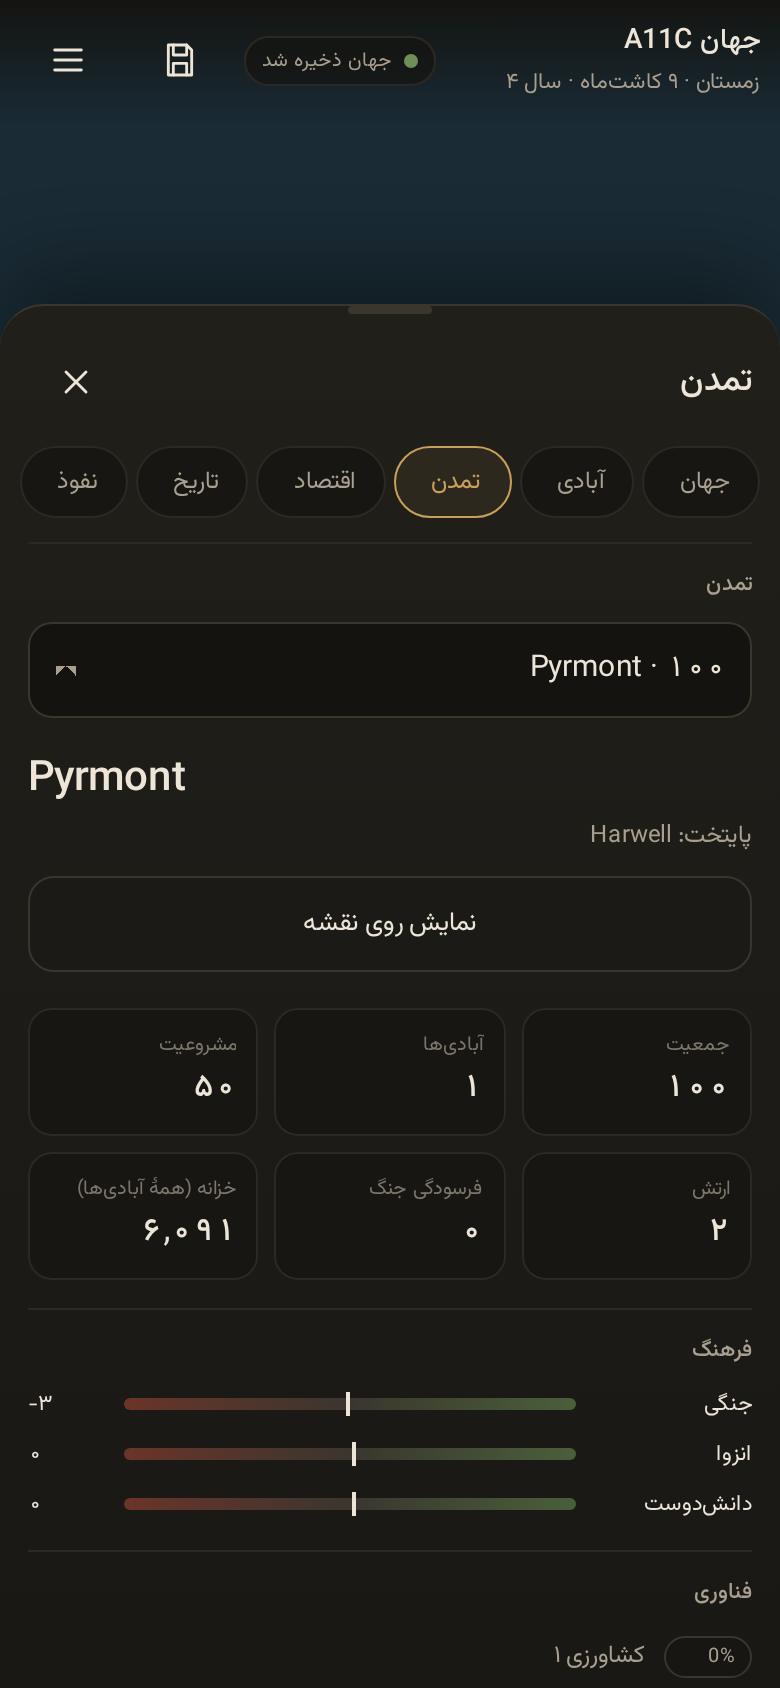 جهان A11C
زمستان · ۹ کاشت‌ماه · سال ۴
جهان ذخیره شد
تمدن
جهان
آبادی
تمدن
اقتصاد
تاریخ
نفوذ
تمدن
Pyrmont · ۱۰۰
Pyrmont
پایتخت: Harwell
نمایش روی نقشه
جمعیت
۱۰۰
آبادی‌ها
۱
مشروعیت
۵۰
ارتش
۲
فرسودگی جنگ
۰
خزانه (همهٔ آبادی‌ها)
۶,۰۹۱
فرهنگ
جنگی
-۳
انزوا
۰
دانش‌دوست
۰
فناوری
0%
کشاورزی ۱